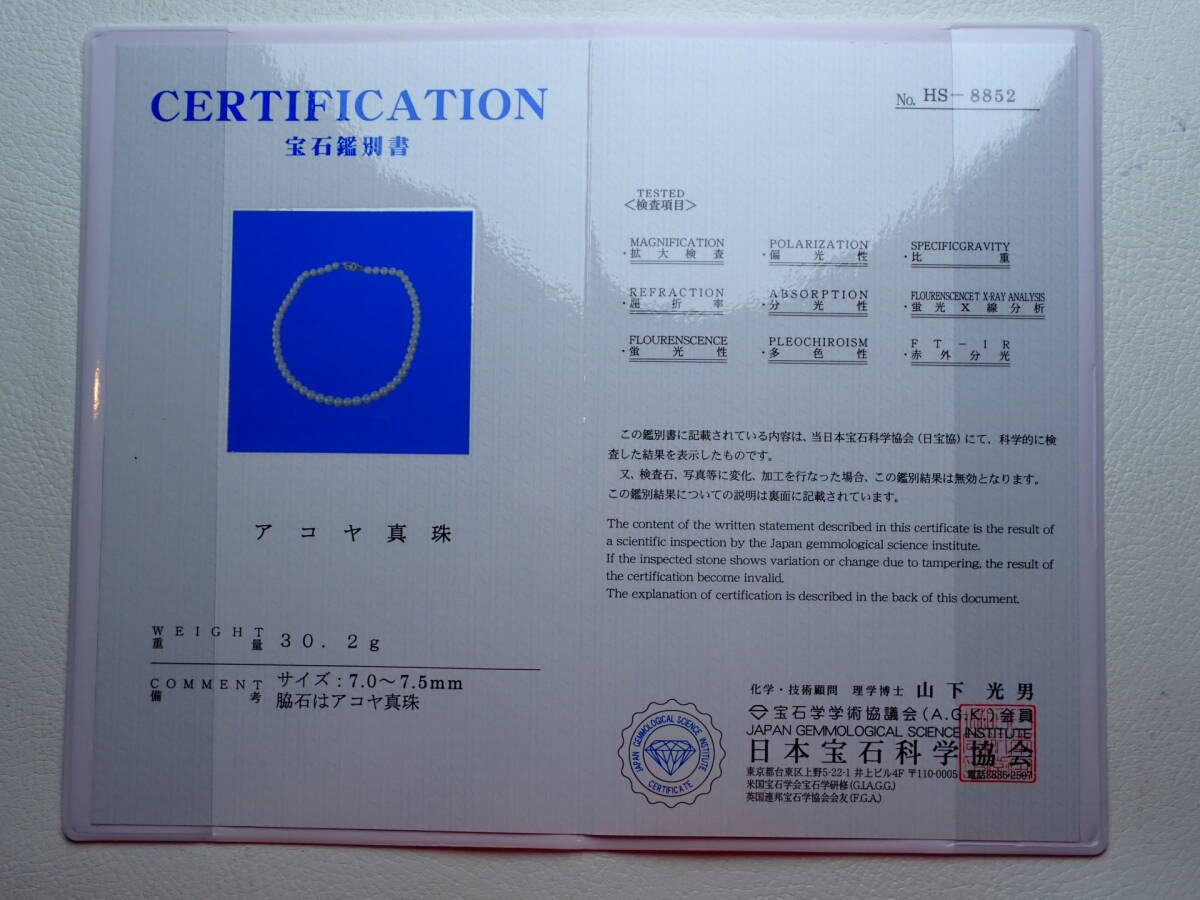 CERTIFICATION
宝石鑑別書
アコヤ真珠
WEIGHT
重量 30.2g
COMMENT サイズ:7.0～7.5mm
備考 脇石はアコヤ真珠
No. HS-8852
TESTED
＜検査項目＞
MAGNIFICATION POLARIZATION SPECIFICGRAVITY
・拡大検査 ・偏光性 ・比重
REFRACTION ABSORPTION FLOURENSCENCET X-RAY ANALYSIS
・屈折率 ・分光性 ・蛍光X線分析
FLOURENSCENCE PLEOCHIROISM FT-IR
・蛍光性 ・多色性 ・赤外分光
この鑑別書に記載されている内容は、当日本宝石科学協会(日宝協)にて、科学的に検
査した結果を表示したものです。
又、検査石、写真等に変化、加工を行なった場合、この鑑別結果は無効となります。
この鑑別結果についての説明は裏面に記載されています。
The content of the written statement described in this certificate is the result of
a scientific inspection by the Japan gemmological science institute.
If the inspected stone shows variation or change due to tampering, the result of
the certification become invalid.
The explanation of certification is described in the back of this document.
化学・技術顧問 理学博士 山下光男
宝石学学術協議会(A.G.K.)会員
JAPAN GEMMOLOGICAL SCIENCE INSTITUTE
日本宝石科学協会
東京都台東区上野5-22-1 井上ビル4F 〒110-0005 電話3836-2507
米国宝石学会宝石学研修(G.I.A.G.G.)
英国連邦宝石学協会会友(F.G.A.)
JAPAN GEMMOLOGICAL SCIENCE INSTITUTE
CERTIFICATE